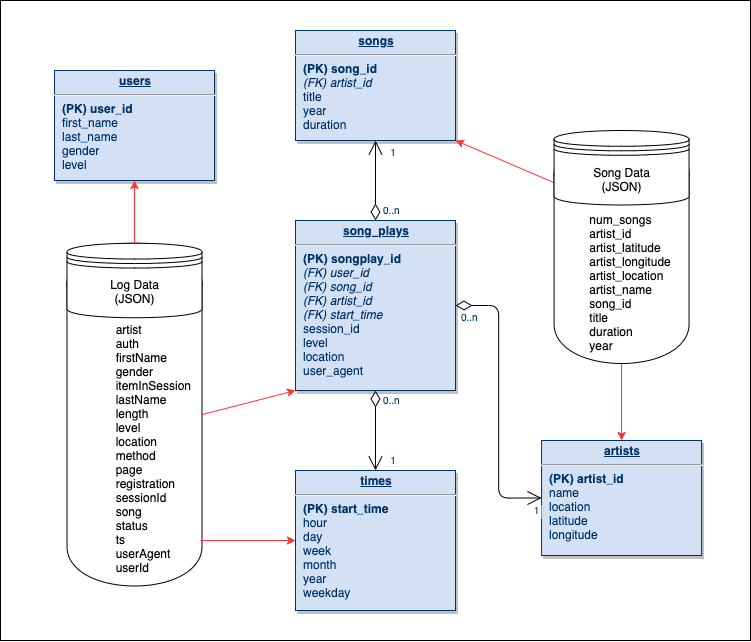 songs
(PK) song_id
(FK) artist_id
title
year
duration
users
(PK) user_id
first_name
last_name
gender
level
1
0..n
Song Data
(JSON)
num_songs
artist_id
artist_latitude
artist_longitude
artist_location
artist_name
song_id
title
duration
year
song_plays
(PK) songplay_id
(FK) user_id
(FK) song_id
(FK) artist_id
(FK) start_time
session_id
level
location
user_agent
0..n
Log Data
(JSON)
artist
auth
firstName
gender
itemInSession
lastName
length
level
location
method
page
registration
sessionId
song
status
ts
userAgent
userId
0..n
1
times
(PK) start_time
hour
day
week
month
year
weekday
1
artists
(PK) artist_id
name
location
latitude
longitude